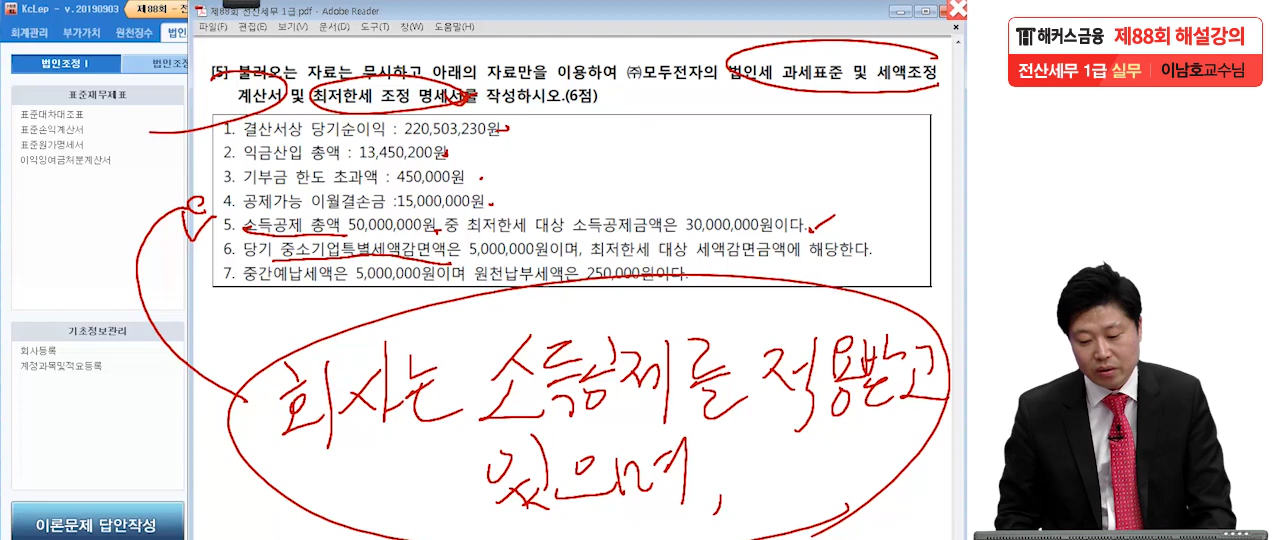 KcLep - v.20190903
제88회 - 전
회계관리 부가가치 원천징수 법인
법인조정 I
법인조정
표준재무제표
표준대차대조표
표준손익계산서
표준원가명세서
이익잉여금처분계산서
기초정보관리
회사등록
계정과목및적요등록
이론문제 답안작성
제88회 전산세무 1급.pdf - Adobe Reader
파일(F) 편집(E) 보기(V) 문서(D) 도구(T) 창(W) 도움말(H)
[5] 불러오는 자료는 무시하고 아래의 자료만을 이용하여 ㈜모두전자의 법인세 과세표준 및 세액조정
계산서 및 최저한세 조정 명세서를 작성하시오.(6점)
1. 결산서상 당기순이익 : 220,503,230원
2. 익금산입 총액 : 13,450,200원
3. 기부금 한도 초과액 : 450,000원
4. 공제가능 이월결손금 :15,000,000원
5. 소득공제 총액 50,000,000원 중 최저한세 대상 소득공제금액은 30,000,000원이다.
6. 당기 중소기업특별세액감면액은 5,000,000원이며, 최저한세 대상 세액감면금액에 해당한다.
7. 중간예납세액은 5,000,000원이며 원천납부세액은 250,000원이다.
회사는 소득공제를 적용받고
있으며,
해커스금융 제88회 해설강의
전산세무 1급 실무 이남호교수님